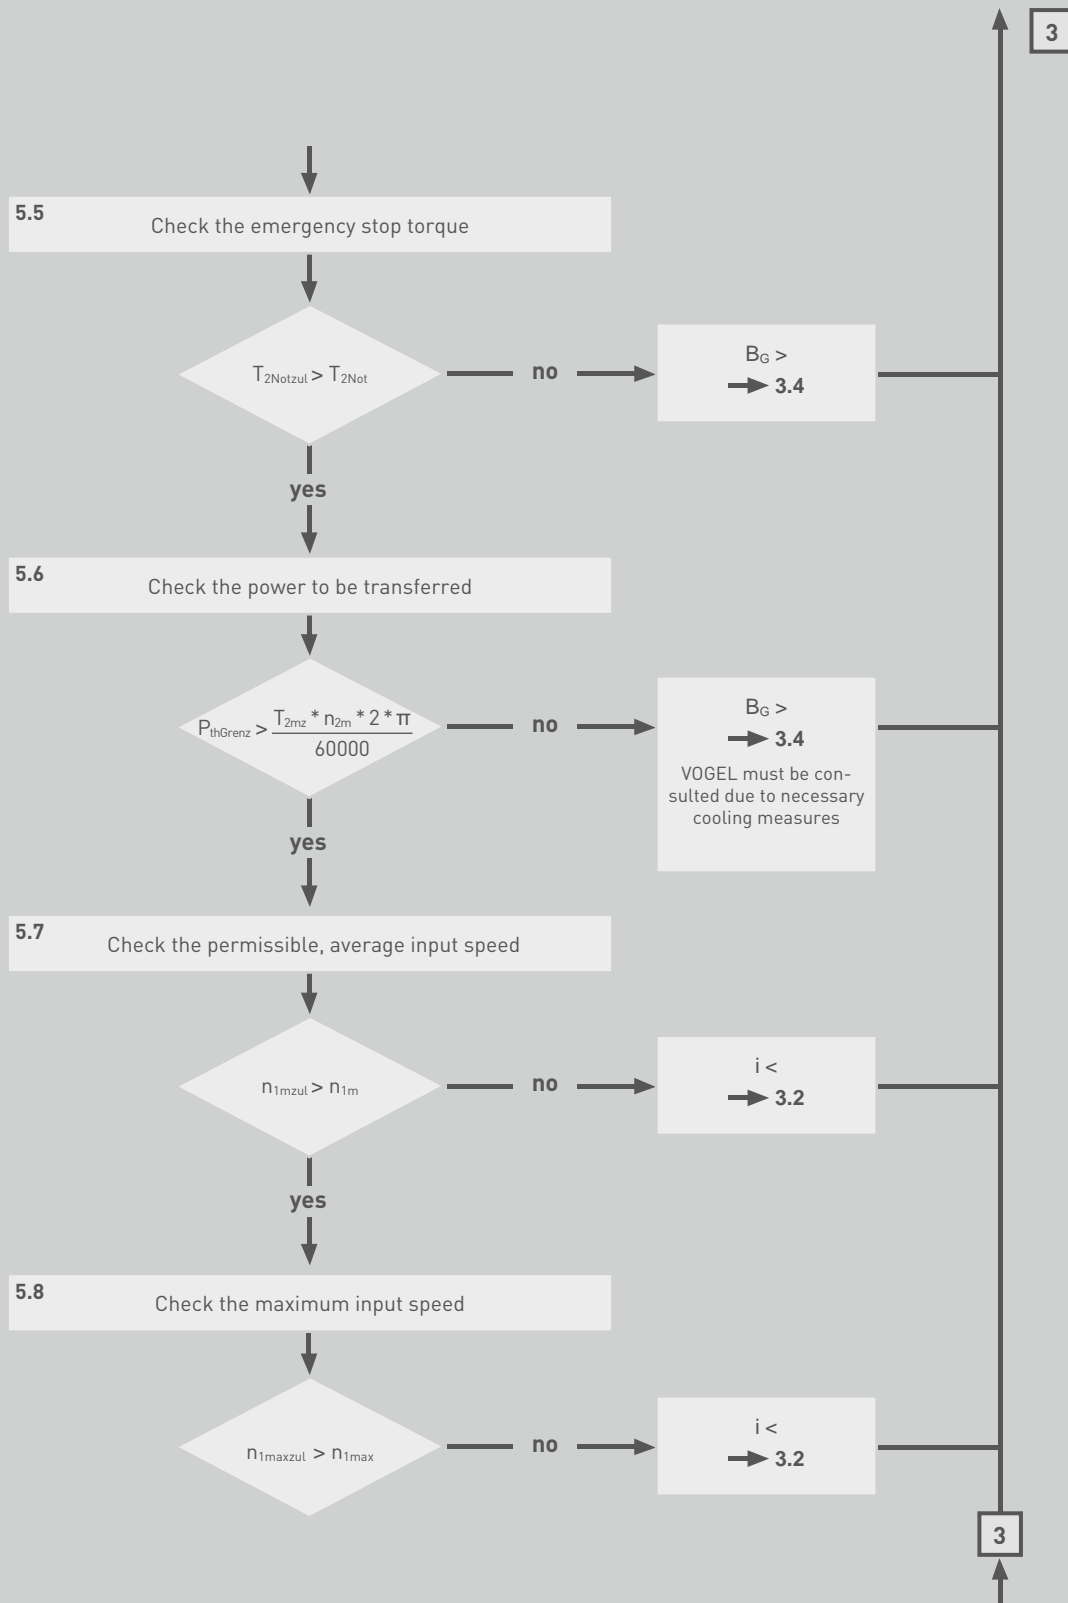 3
5.5
Check the emergency stop torque
T2Notzul > T2Not
no
BG >
3.4
yes
5.6
Check the power to be transferred
PthGrenz > T2mz * n2m * 2 * π
60000
no
BG >
3.4
VOGEL must be con-
sulted due to necessary
cooling measures
yes
5.7
Check the permissible, average input speed
n1mzul > n1m
no
i <
3.2
yes
5.8
Check the maximum input speed
n1maxzul > n1max
no
i <
3.2
3